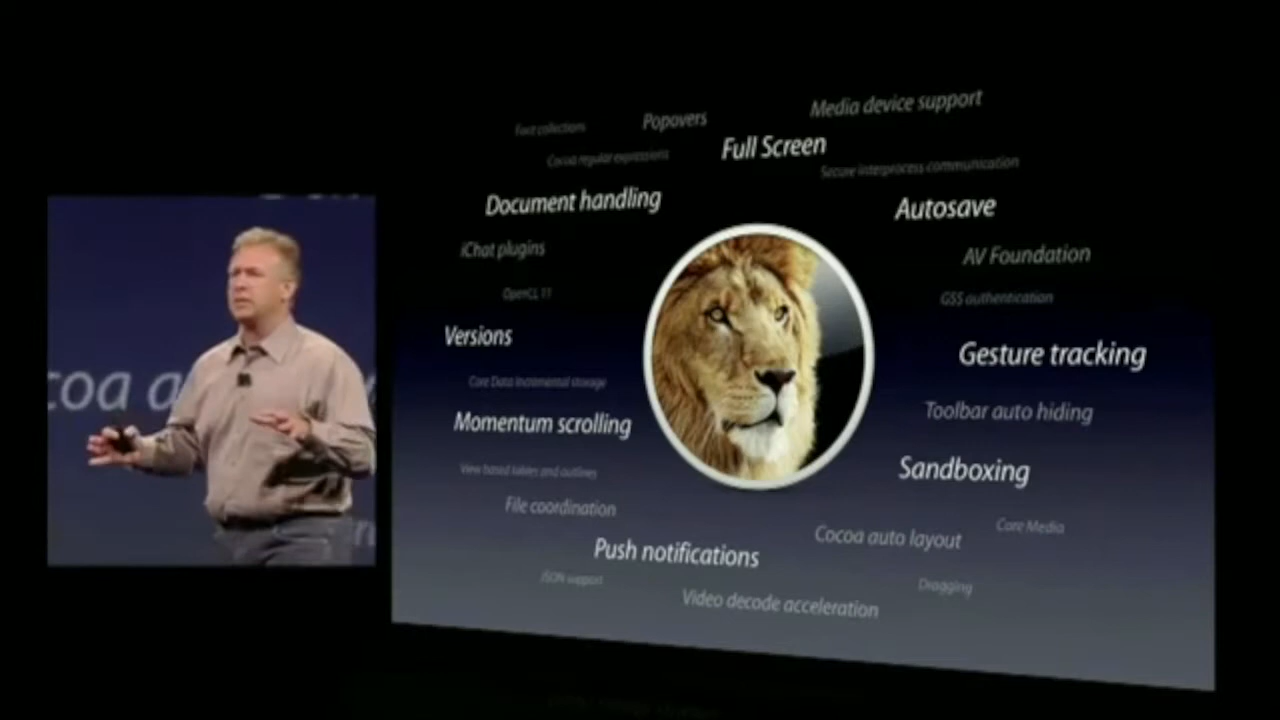 Media device support
Popovers
Font collections
Full Screen
Cocoa regular expressions
Secure interprocess communication
Document handling
Autosave
iChat plugins
AV Foundation
OpenCL 1.1
GSS authentication
Versions
Gesture tracking
Core Data incremental storage
coa a
Toolbar auto hiding
Momentum scrolling
View based tables and outlines
Sandboxing
File coordination
Core Media
Cocoa auto layout
Push notifications
JSON support
Dragging
Video decode acceleration